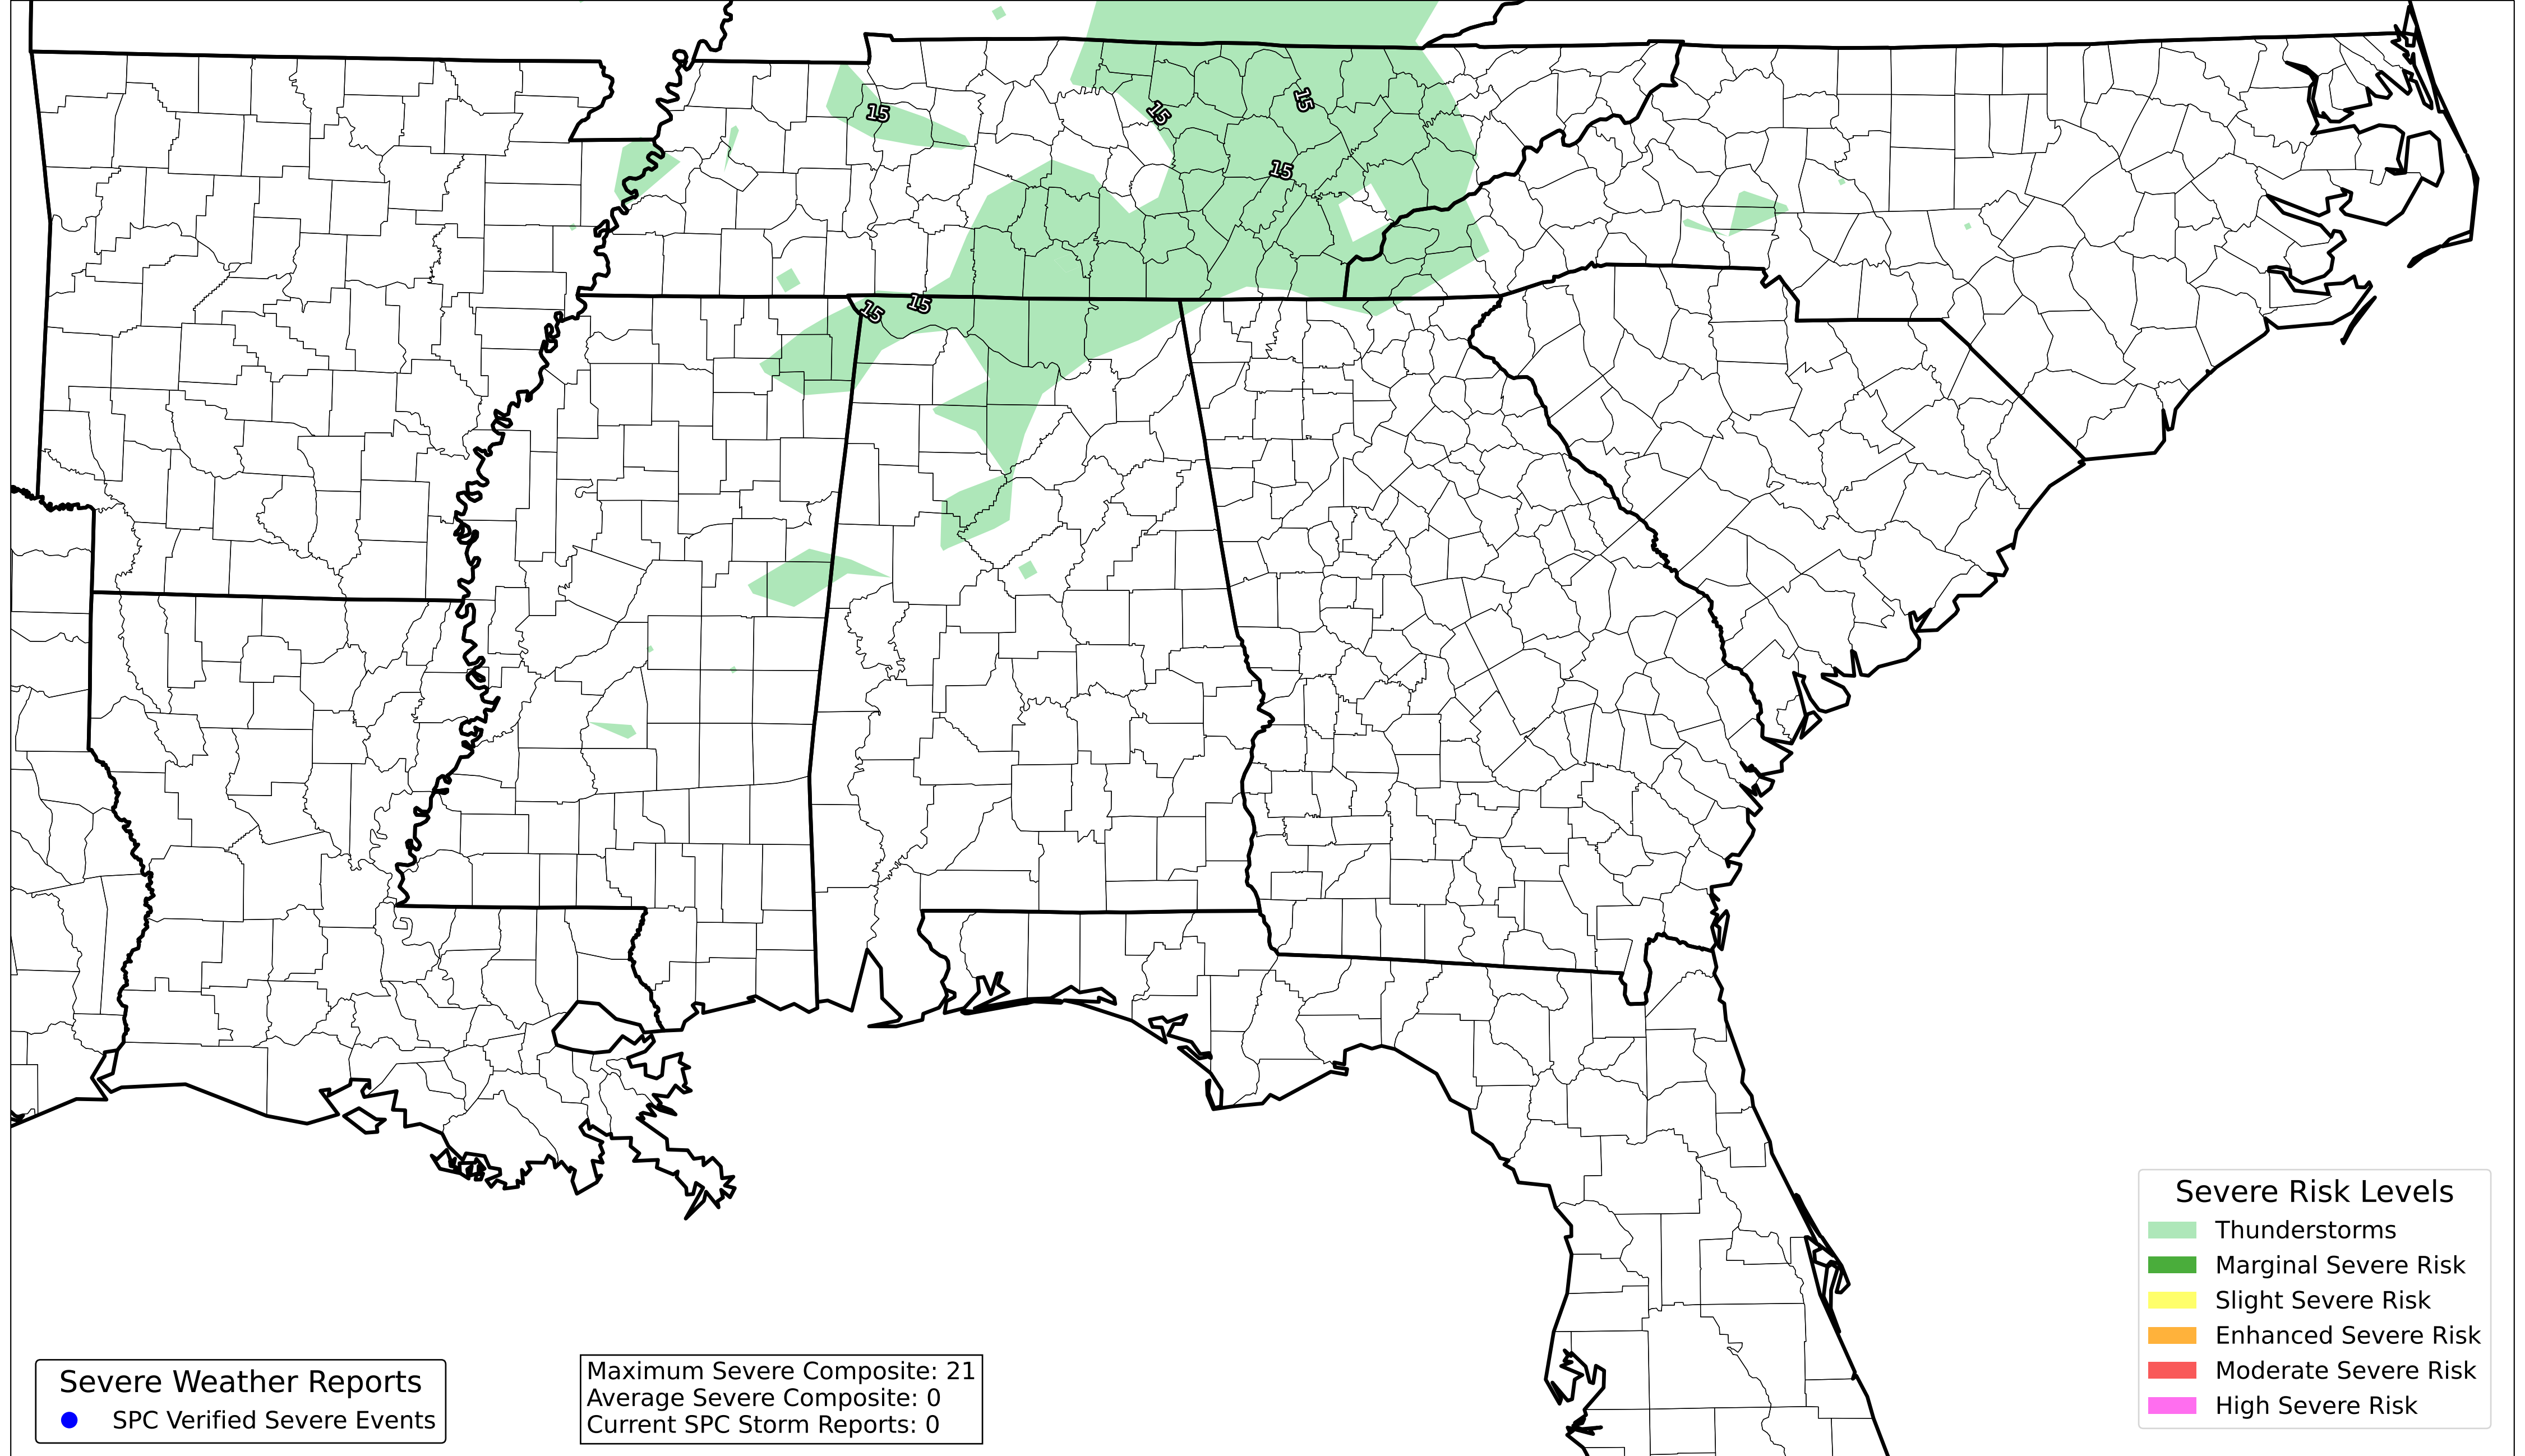 15
15
15
15
15
15
Severe Weather Reports
SPC Verified Severe Events
Maximum Severe Composite: 21
Average Severe Composite: 0
Current SPC Storm Reports: 0
Severe Risk Levels
Thunderstorms
Marginal Severe Risk
Slight Severe Risk
Enhanced Severe Risk
Moderate Severe Risk
High Severe Risk